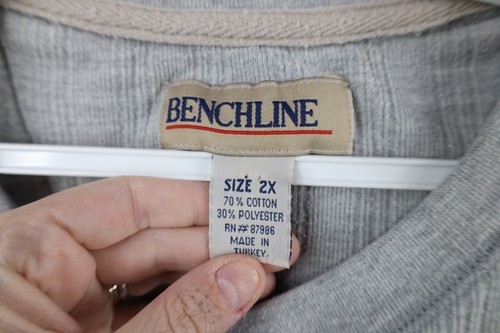 BENCHLINE
SIZE 2X
70% COTTON
30% POLYESTER
RN# 87986
MADE IN
TURKEY